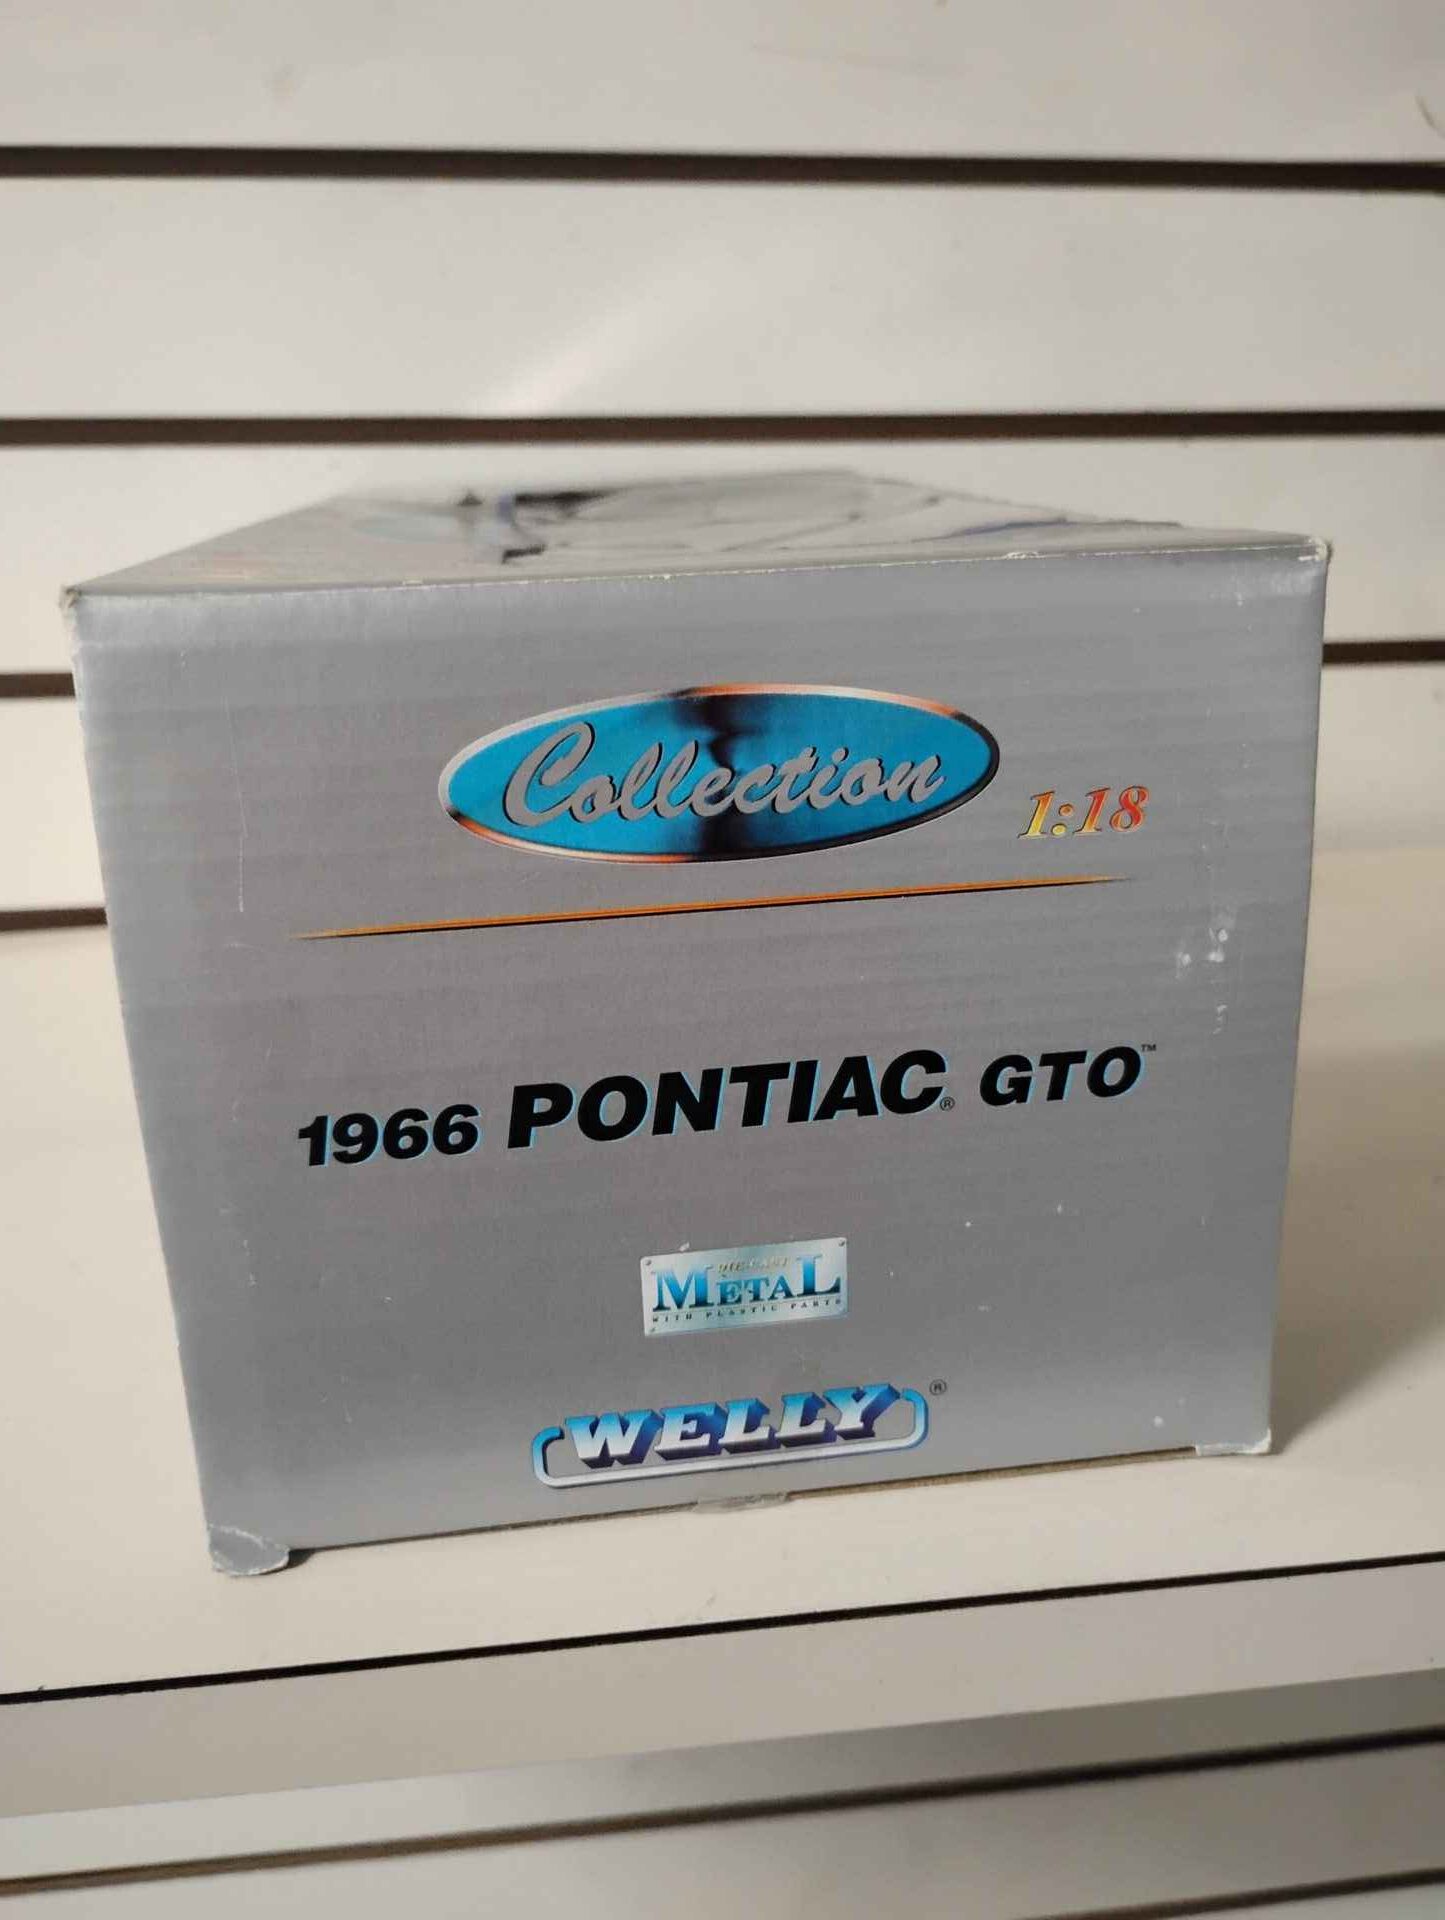 Collection
1:18
1966 PONTIAC® GTO™
DIE-CAST
METAL
WITH PLASTIC PARTS
WELLY®